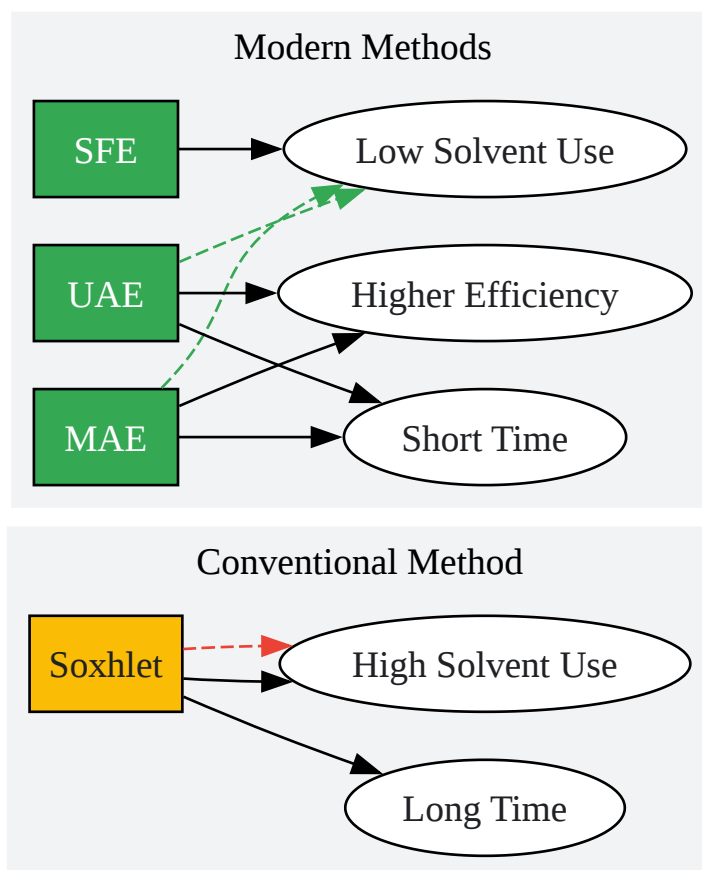 Modern Methods
SFE
Low Solvent Use
UAE
Higher Efficiency
MAE
Short Time
Conventional Method
Soxhlet
High Solvent Use
Long Time